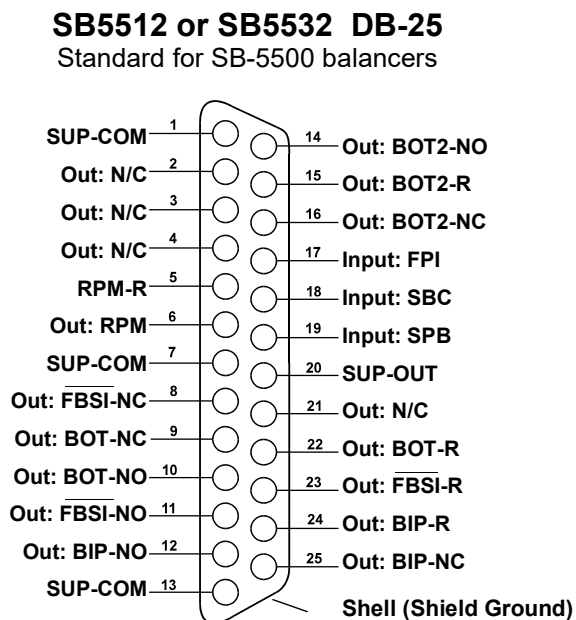 SB5512 or SB5532 DB-25
Standard for SB-5500 balancers
SUP-COM 1
Out: N/C 2
Out: N/C 3
Out: N/C 4
RPM-R 5
Out: RPM 6
SUP-COM 7
Out: F̅B̅S̅I̅-NC 8
Out: BOT-NC 9
Out: BOT-NO 10
Out: F̅B̅S̅I̅-NO 11
Out: BIP-NO 12
SUP-COM 13
14 Out: BOT2-NO
15 Out: BOT2-R
16 Out: BOT2-NC
17 Input: FPI
18 Input: SBC
19 Input: SPB
20 SUP-OUT
21 Out: N/C
22 Out: BOT-R
23 Out: F̅B̅S̅I̅-R
24 Out: BIP-R
25 Out: BIP-NC
Shell (Shield Ground)